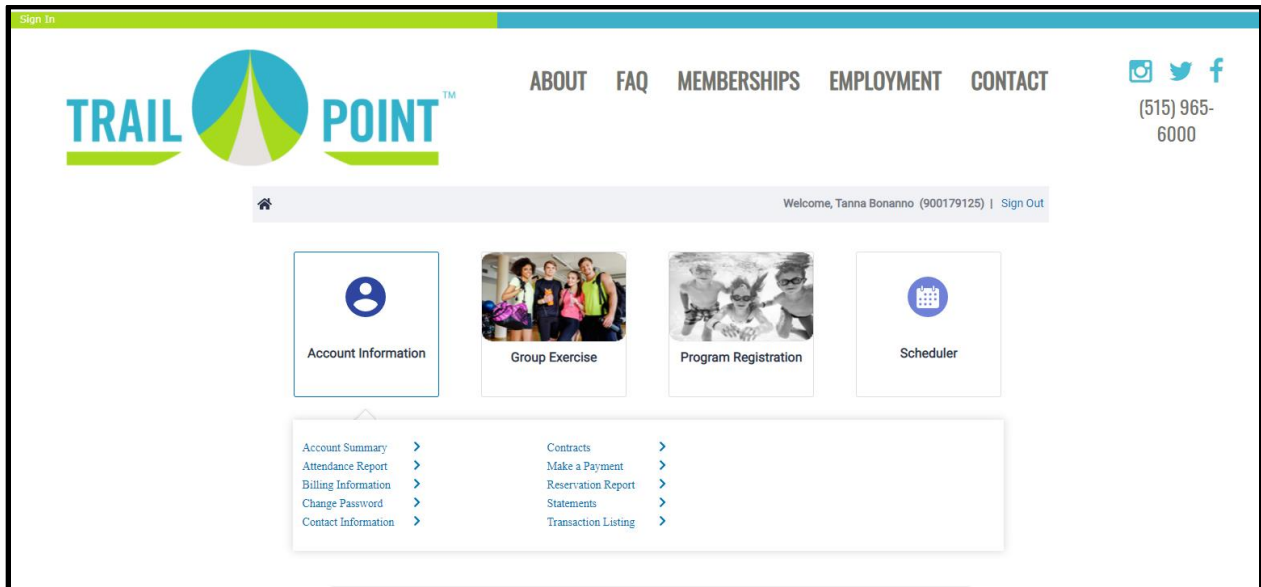 Sign In
TRAIL POINT™
ABOUT FAQ MEMBERSHIPS EMPLOYMENT CONTACT
(515) 965-
6000
Welcome, Tanna Bonanno (900179125) | Sign Out
Account Information
Group Exercise
Program Registration
Scheduler
Account Summary
Attendance Report
Billing Information
Change Password
Contact Information
Contracts
Make a Payment
Reservation Report
Statements
Transaction Listing